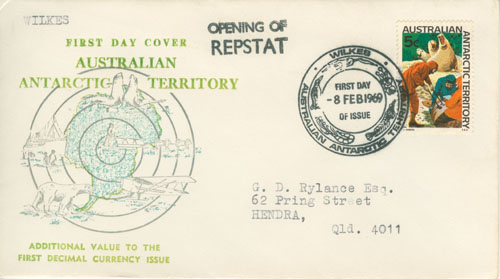 WILKES
FIRST DAY COVER
AUSTRALIAN
ANTARCTIC TERRITORY
OPENING OF
REPSTAT
WILKES
FIRST DAY
-8 FEB 1969
OF ISSUE
AUSTRALIAN ANTARCTIC TERRITORY
AUSTRALIAN
5c
ANTARCTIC TERRITORY
G. D. Rylance Esq.
62 Pring Street
HENDRA,
Qld. 4011
ADDITIONAL VALUE TO THE
FIRST DECIMAL CURRENCY ISSUE